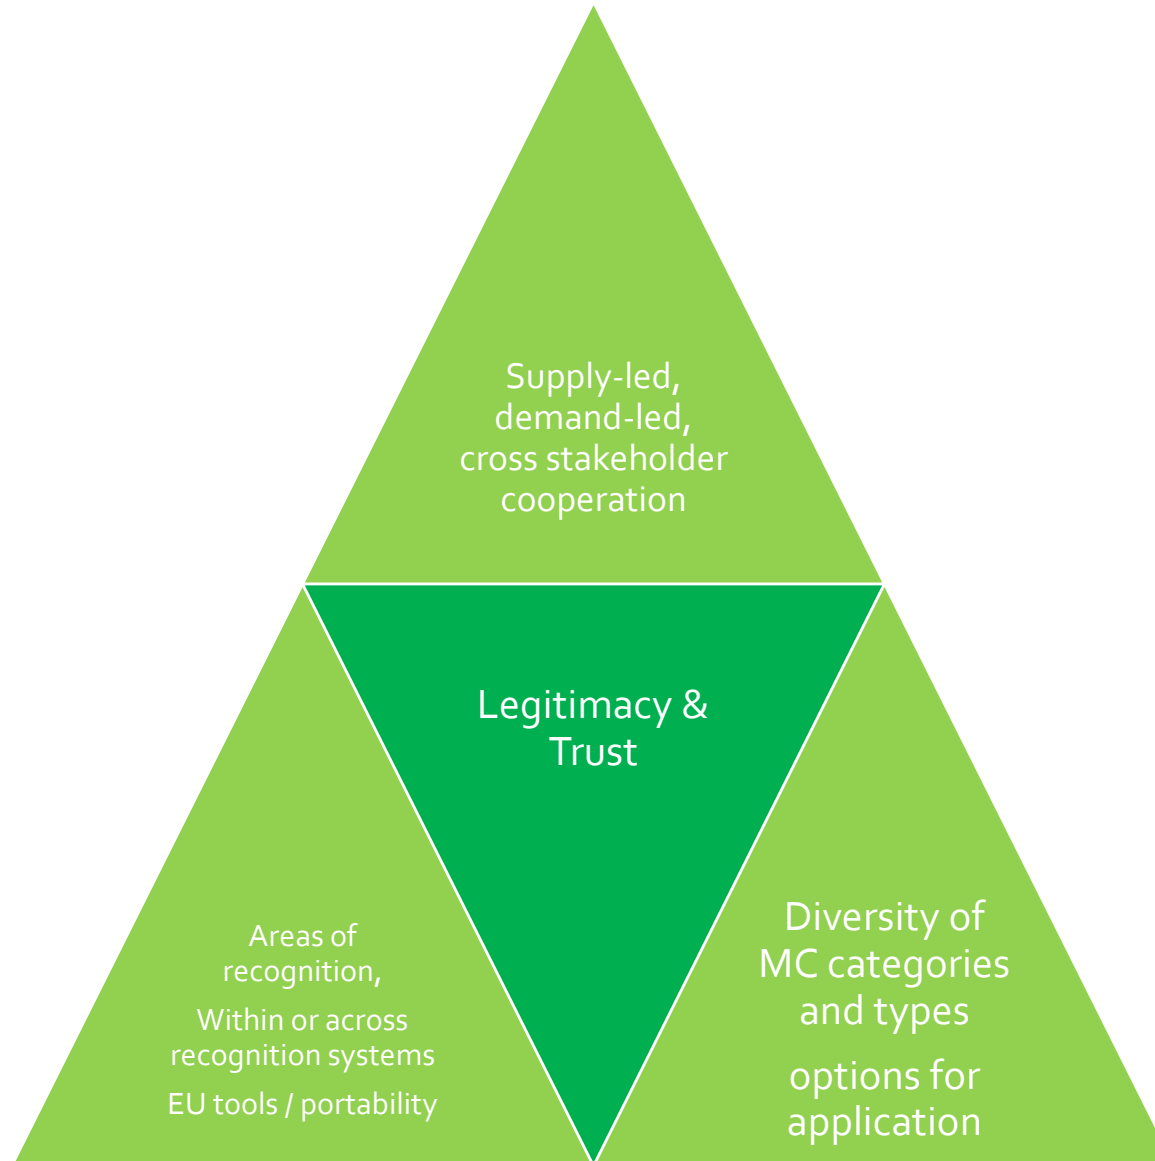 Supply-led,
demand-led,
cross stakeholder
cooperation
Legitimacy &
Trust
Areas of
recognition,
Within or across
recognition systems
EU tools / portability
Diversity of
MC categories
and types
options for
application